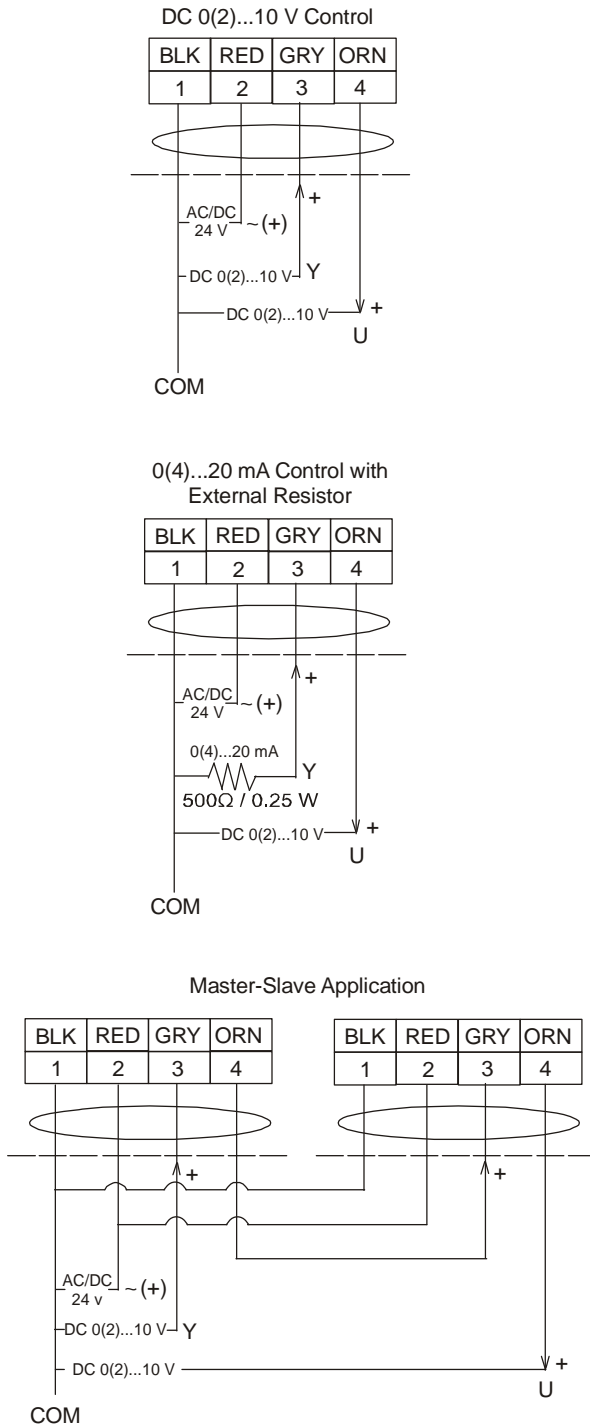 DC 0(2)...10 V Control
BLK RED GRY ORN
1 2 3 4
+
AC/DC
24 V ~ (+)
DC 0(2)...10 V Y
DC 0(2)...10 V +
U
COM
0(4)...20 mA Control with
External Resistor
BLK RED GRY ORN
1 2 3 4
+
AC/DC
24 V ~ (+)
0(4)...20 mA
Y
500Ω / 0.25 W
DC 0(2)...10 V +
U
COM
Master-Slave Application
BLK RED GRY ORN BLK RED GRY ORN
1 2 3 4 1 2 3 4
+ +
AC/DC
24 v ~ (+)
DC 0(2)...10 V Y
DC 0(2)...10 V +
U
COM